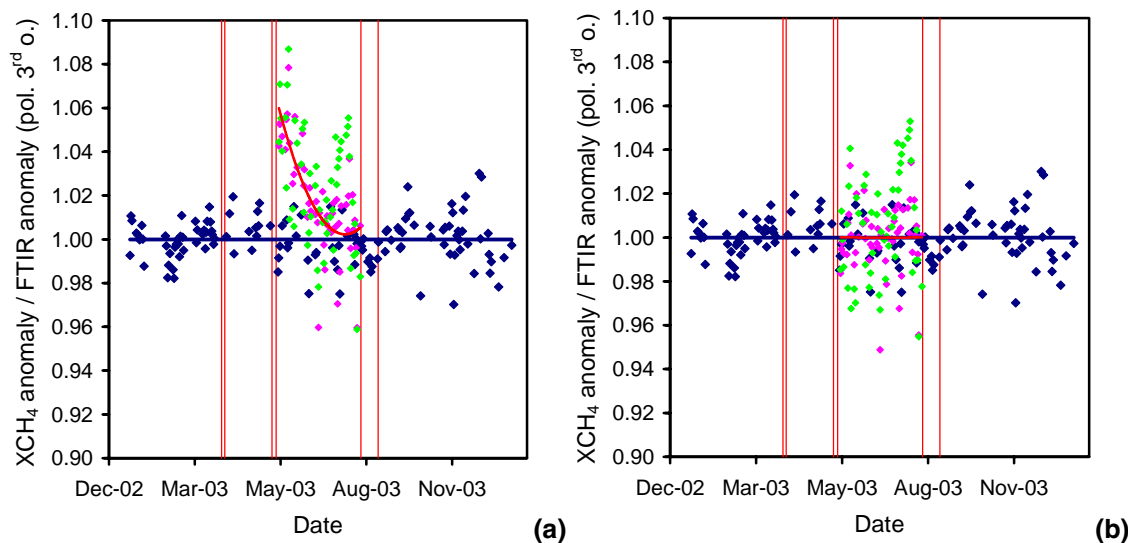 XCH₄ anomaly / FTIR anomaly (pol. 3ʳᵈ o.)
1.10
1.08
1.06
1.04
1.02
1.00
0.98
0.96
0.94
0.92
0.90
Dec-02 Mar-03 May-03 Aug-03 Nov-03
Date
(a)
XCH₄ anomaly / FTIR anomaly (pol. 3ʳᵈ o.)
1.10
1.08
1.06
1.04
1.02
1.00
0.98
0.96
0.94
0.92
0.90
Dec-02 Mar-03 May-03 Aug-03 Nov-03
Date
(b)